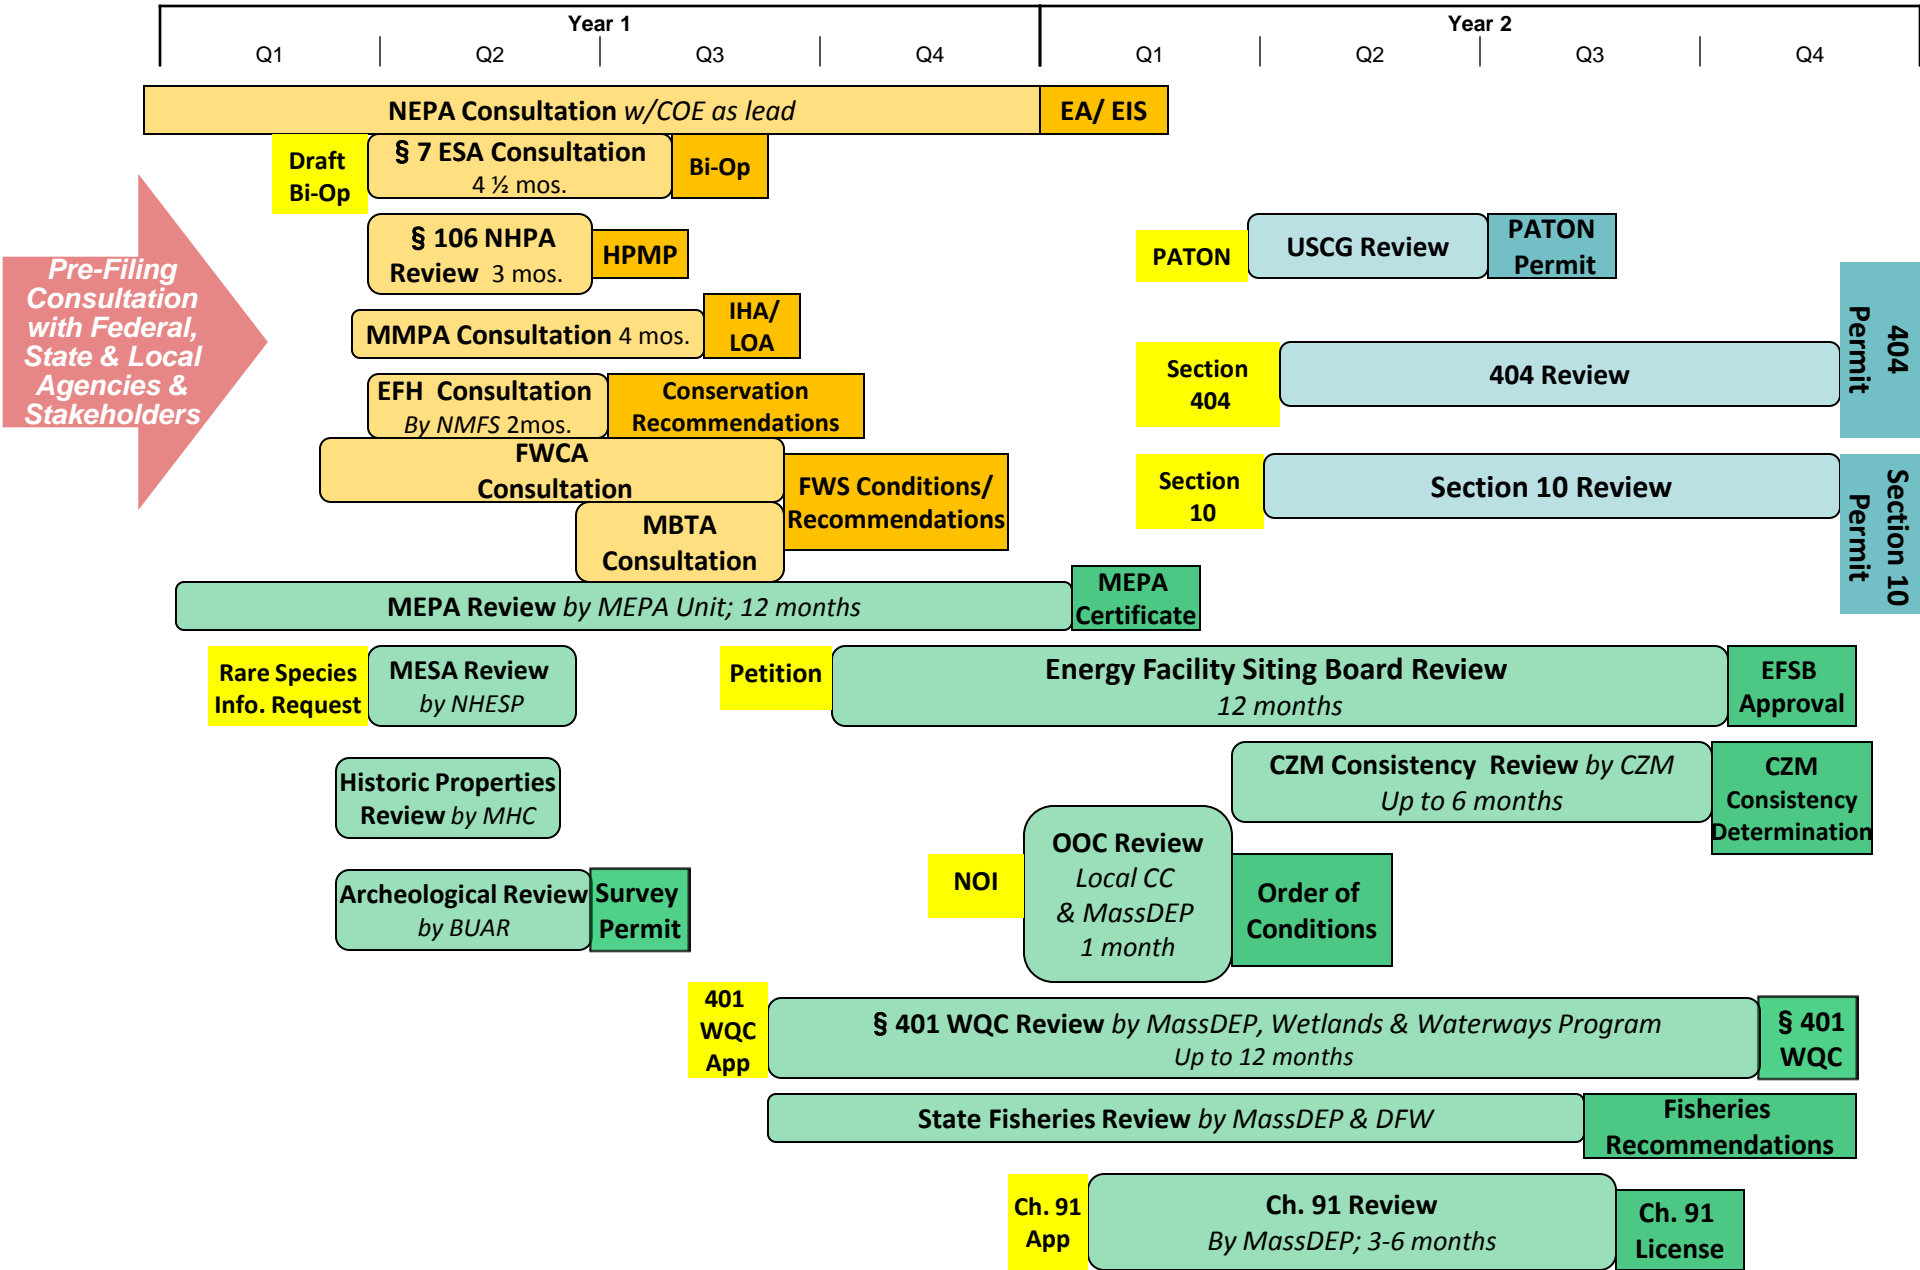 Year 1
Year 2
Q1
Q2
Q3
Q4
Q1
Q2
Q3
Q4
NEPA Consultation w/COE as lead
EA/ EIS
Draft
Bi-Op
§ 7 ESA Consultation
4 ½ mos.
Bi-Op
Pre-Filing
Consultation
with Federal,
State & Local
Agencies &
Stakeholders
§ 106 NHPA
Review 3 mos.
HPMP
PATON
USCG Review
PATON
Permit
MMPA Consultation 4 mos.
IHA/
LOA
Section
404
404 Review
404
Permit
EFH Consultation
By NMFS 2mos.
Conservation
Recommendations
FWCA
Consultation
FWS Conditions/
Recommendations
MBTA
Consultation
Section
10
Section 10 Review
Section 10
Permit
MEPA Review by MEPA Unit; 12 months
MEPA
Certificate
Rare Species
Info. Request
MESA Review
by NHESP
Petition
Energy Facility Siting Board Review
12 months
EFSB
Approval
Historic Properties
Review by MHC
CZM Consistency Review by CZM
Up to 6 months
CZM
Consistency
Determination
Archeological Review
by BUAR
Survey
Permit
NOI
OOC Review
Local CC
& MassDEP
1 month
Order of
Conditions
401
WQC
App
§ 401 WQC Review by MassDEP, Wetlands & Waterways Program
Up to 12 months
§ 401
WQC
State Fisheries Review by MassDEP & DFW
Fisheries
Recommendations
Ch. 91
App
Ch. 91 Review
By MassDEP; 3-6 months
Ch. 91
License